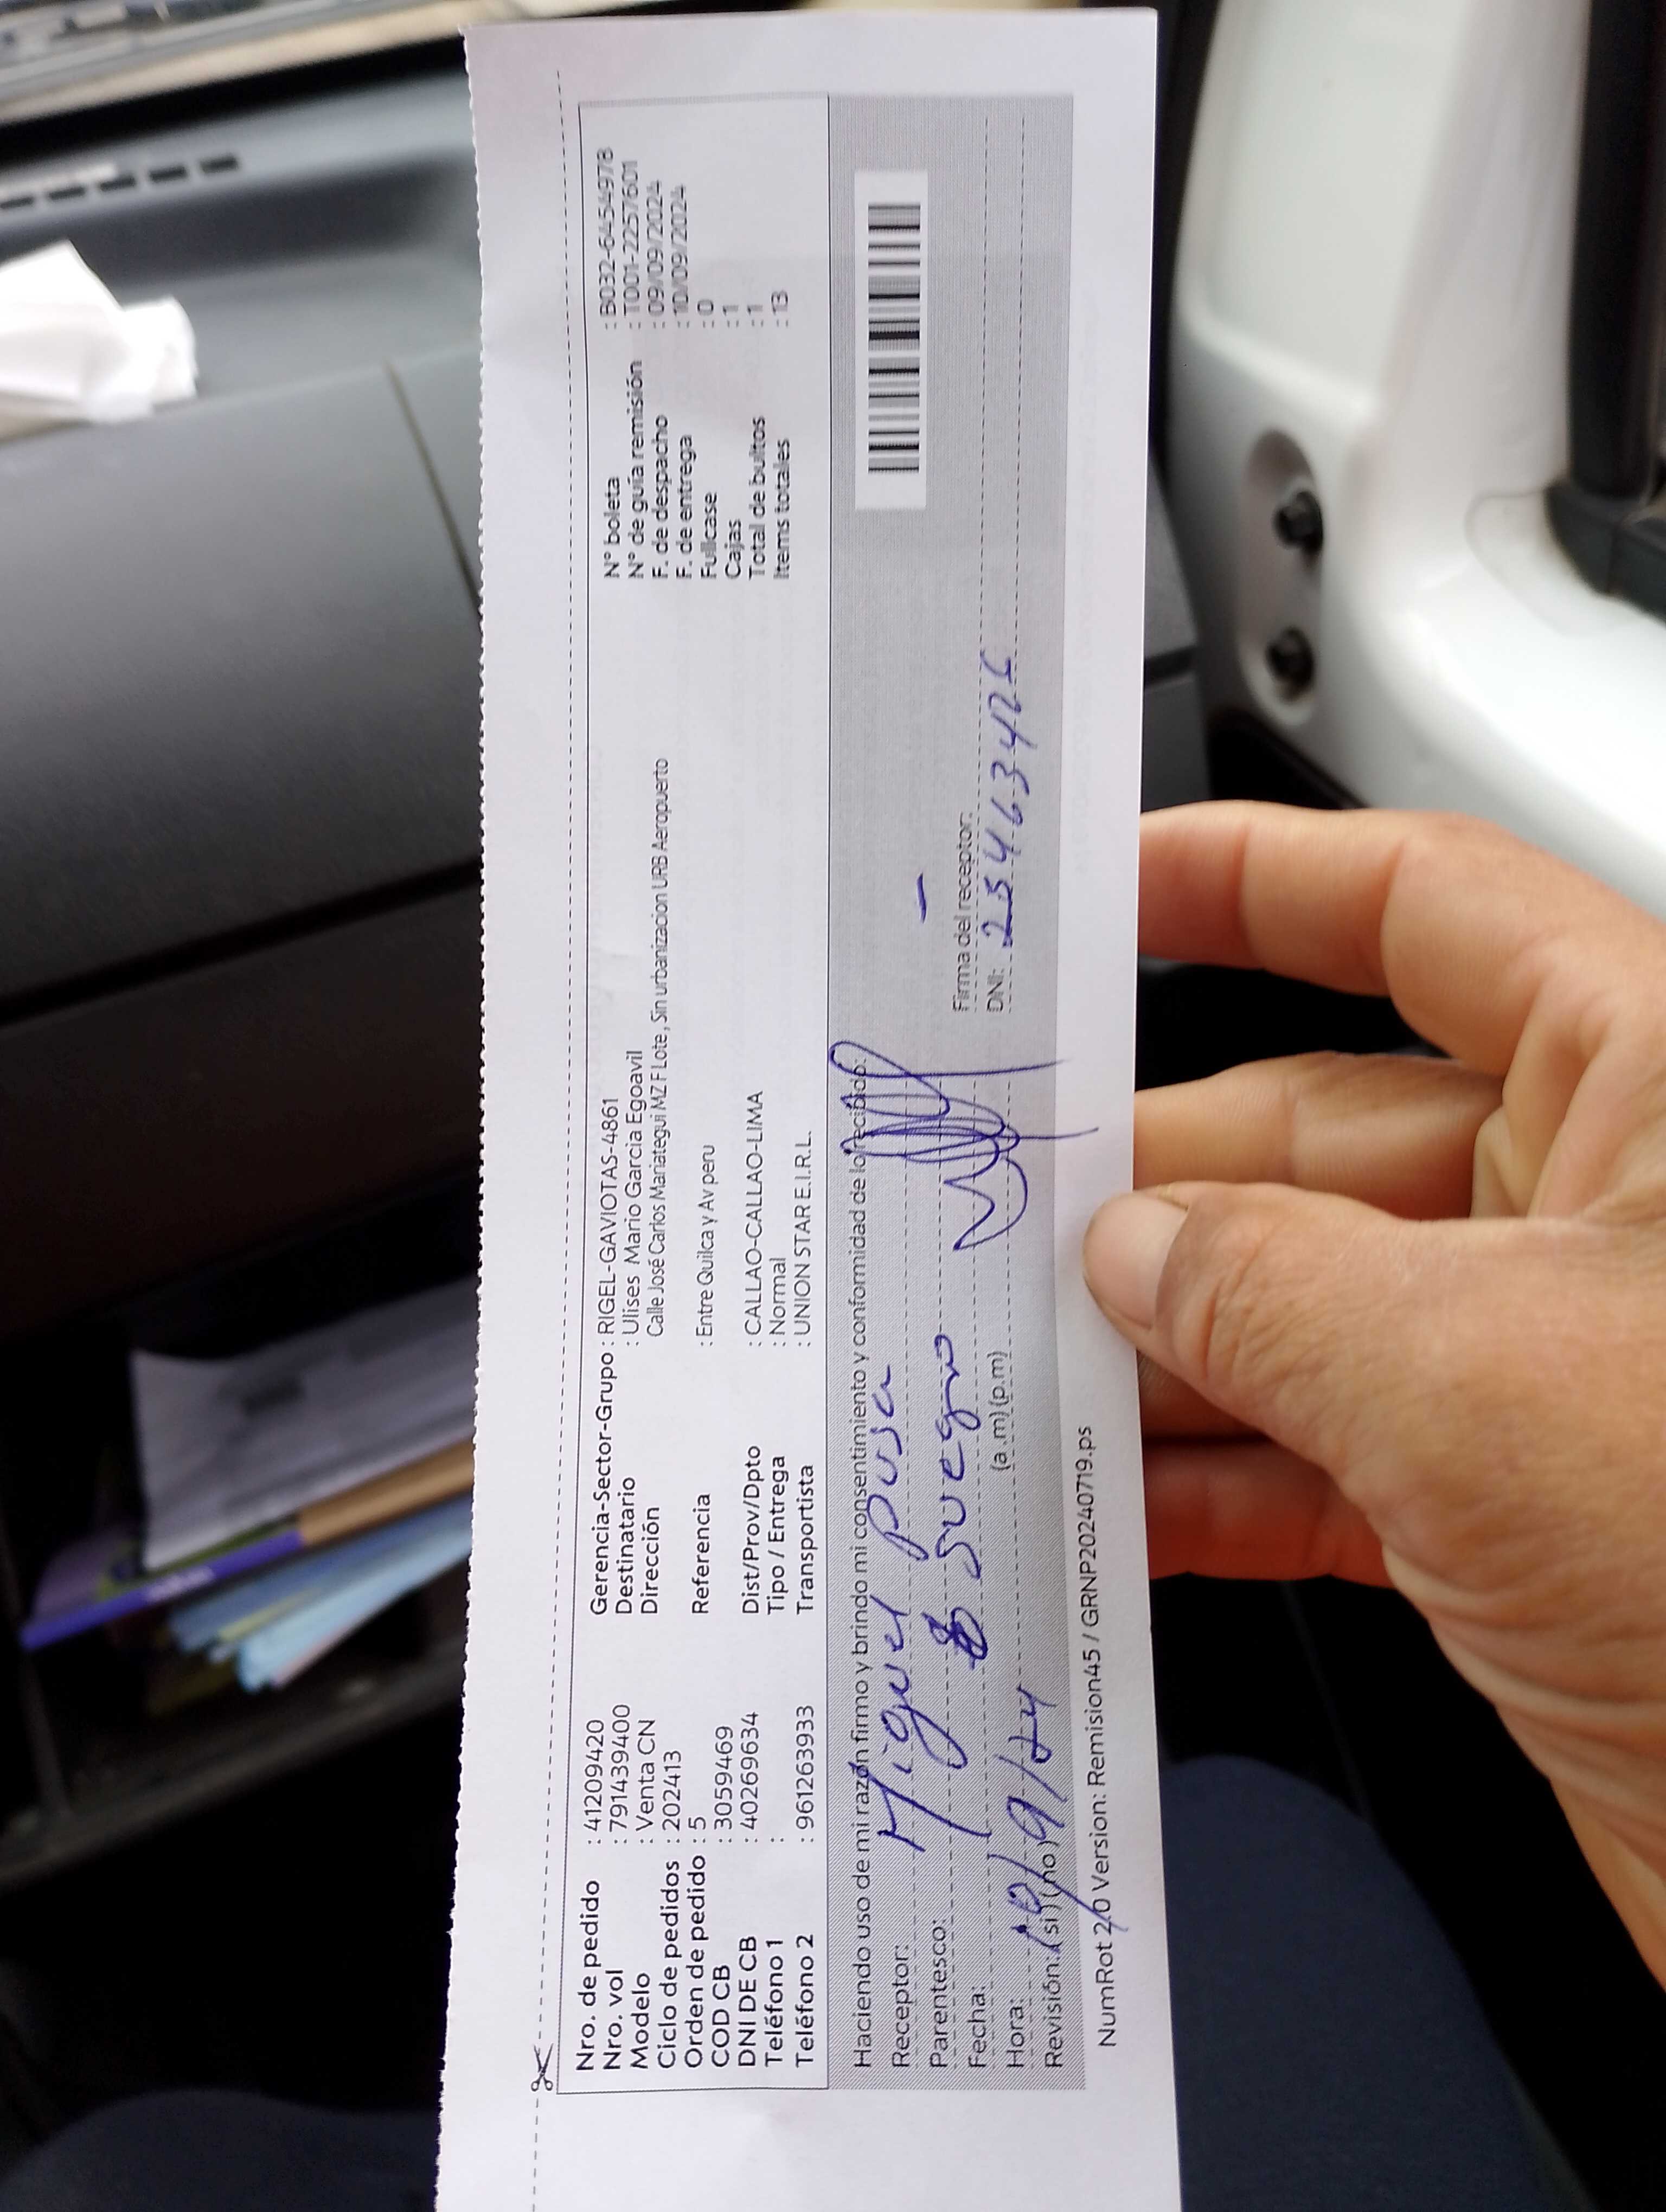 Nro. de pedido : 41209420
Nro. vol : 791439400
Modelo : Venta CN
Ciclo de pedidos : 202413
Orden de pedido : 5
COD CB : 3059469
DNI DE CB : 40269634
Teléfono 1 :
Teléfono 2 : 961263933
Gerencia-Sector-Grupo : RIGEL-GAVIOTAS-4861
Destinatario : Ulises Mario Garcia Egoavil
Dirección Calle José Carlos Mariategui MZ F Lote, Sin urbanizacion URB Aeropuerto
Referencia : Entre Quilca y Av peru
Dist/Prov/Dpto : CALLAO-CALLAO-LIMA
Tipo / Entrega : Normal
Transportista : UNION STAR E.I.R.L.
N° boleta : B032-64549778
N° de guía remisión : T001-2257601
F. de despacho : 09/09/2024
F. de entrega : 10/09/2024
Fullcase : 0
Cajas : 1
Total de bultos : 1
Items totales : 13
Haciendo uso de mi razón firmo y brindo mi consentimiento y conformidad de lo recibido:
Receptor: Miguel Pusa
Parentesco: Suegro
Fecha: 10/9/24
Hora: (a.m) (p.m)
Revisión: (si) (no)
Firma del receptor:
DNI:
NumRot 2.0 Version: Remision45 / GRNP20240719.ps